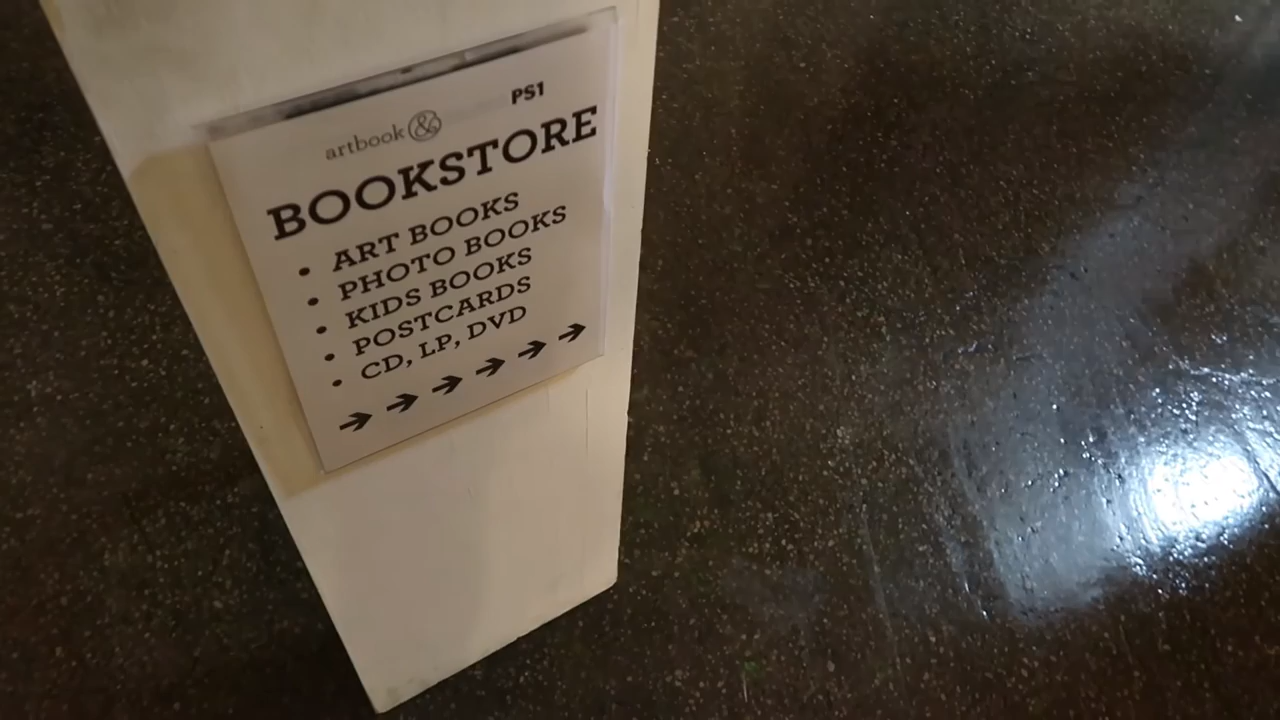 artbook & PS1
BOOKSTORE
• ART BOOKS
• PHOTO BOOKS
• KIDS BOOKS
• POSTCARDS
• CD, LP, DVD
→ → → → → →